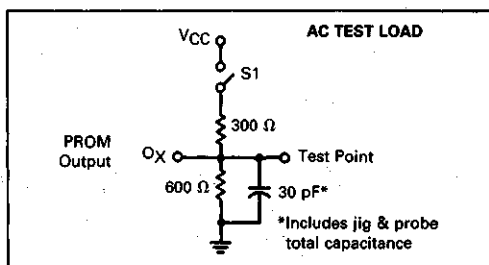 AC TEST LOAD
VCC
S1
300 Ω
PROM
Output
OX
Test Point
600 Ω
30 pF*
*Includes jig & probe
total capacitance